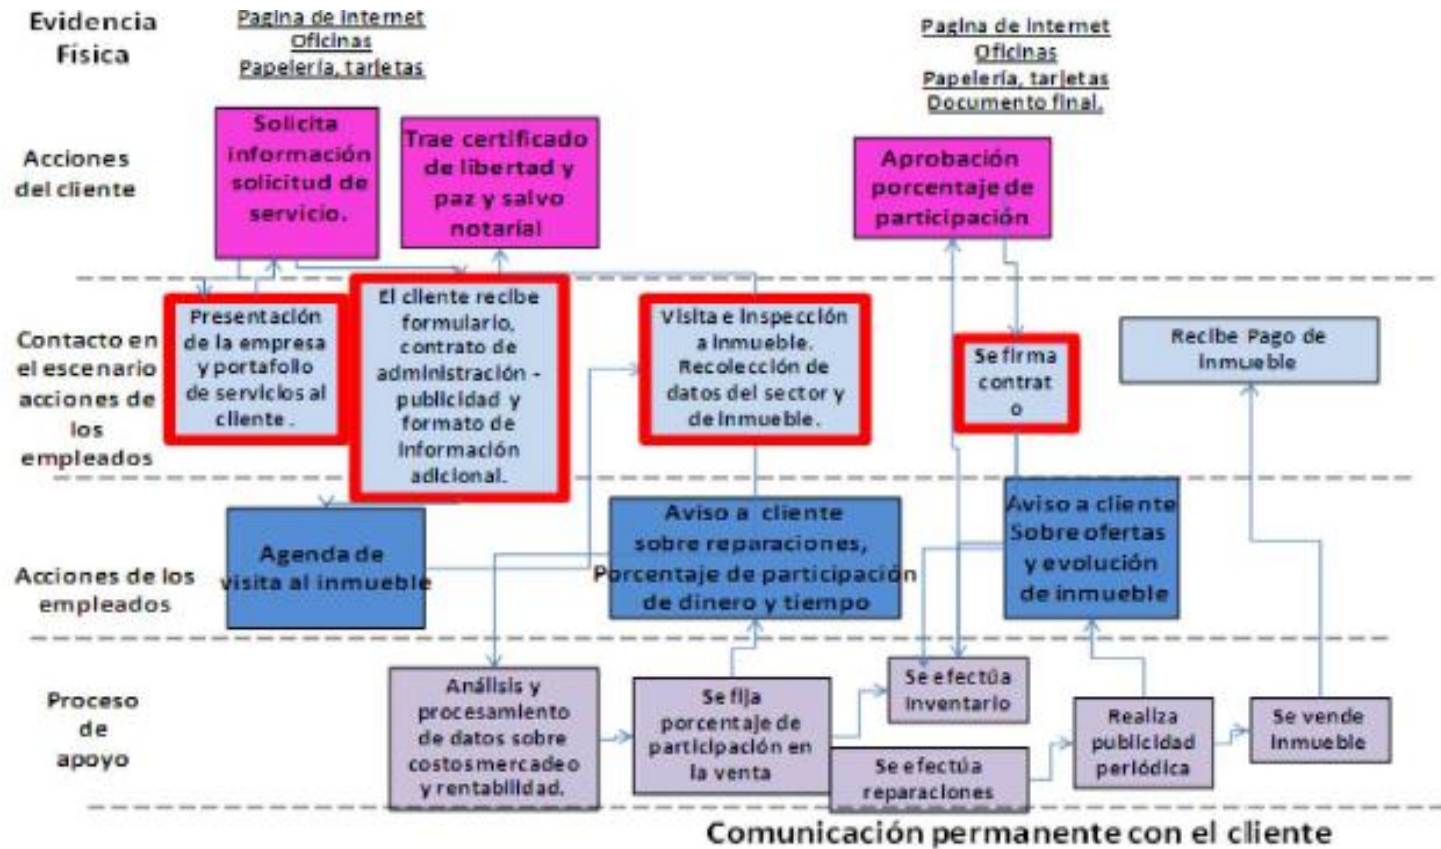 Evidencia
Física
Pagina de internet
Oficinas
Papelería, tarjetas
Pagina de internet
Oficinas
Papelería, tarjetas
Documento final.
Acciones
del cliente
Solicita
información
solicitud de
servicio.
Trae certificado
de libertad y
paz y salvo
notarial
Aprobación
porcentaje de
participación
Contacto en
el escenario
acciones de
los
empleados
Presentación
de la empresa
y portafolio
de servicios al
cliente .
El cliente recibe
formulario,
contrato de
administración -
publicidad y
formato de
información
adicional.
Visita e inspección
a inmueble.
Recolección de
datos del sector y
de inmueble.
Se firma
contrat
o
Recibe Pago de
inmueble
Acciones de los
empleados
Agenda de
visita al inmueble
Aviso a cliente
sobre reparaciones,
Porcentaje de participación
de dinero y tiempo
Aviso a cliente
Sobre ofertas
y evolución
de inmueble
Proceso
de
apoyo
Análisis y
procesamiento
de datos sobre
costos mercadeo
y rentabilidad.
Se fija
porcentaje de
participación en
la venta
Se efectúa
inventario
Se efectúa
reparaciones
Realiza
publicidad
periódica
Se vende
inmueble
Comunicación permanente con el cliente